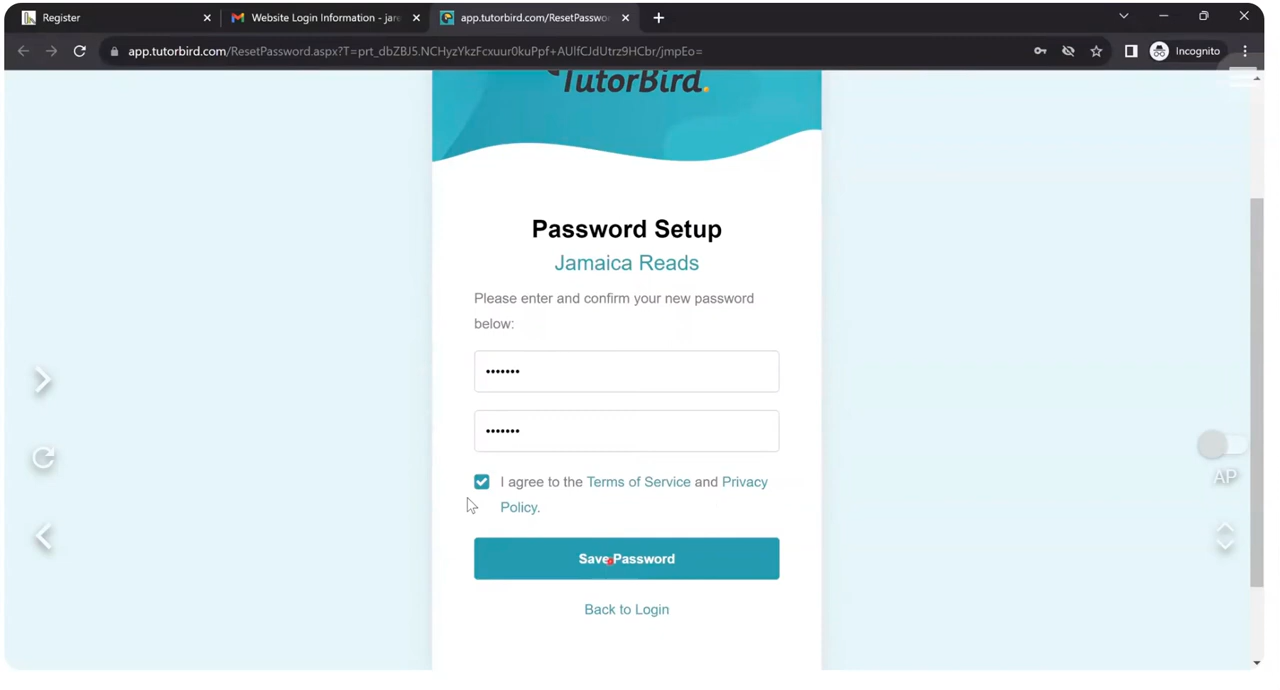 Register
Website Login Information - jare
app.tutorbird.com/ResetPasswor
app.tutorbird.com/ResetPassword.aspx?T=prt_dbZBJ5.NCHyzYkzFcxuur0kuPpf+AUlfCJdUtrz9HCbr/jmpEo=
Incognito
TutorBird.
Password Setup
Jamaica Reads
Please enter and confirm your new password
below:
•••••••
•••••••
I agree to the Terms of Service and Privacy
Policy.
Save Password
Back to Login
AP